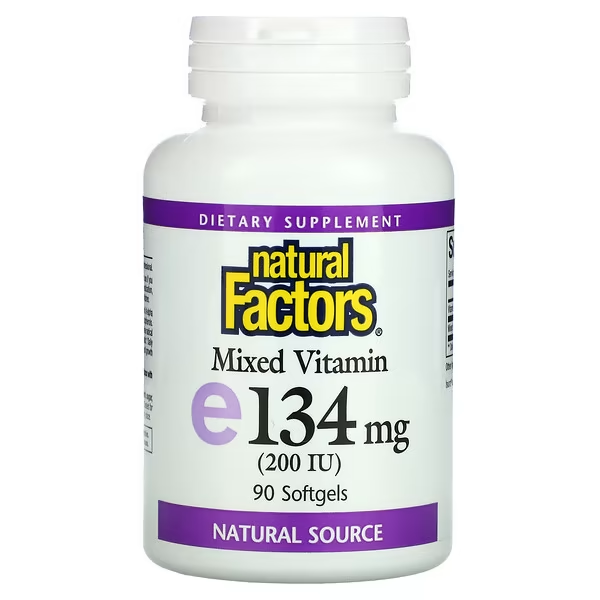 DIETARY SUPPLEMENT
natural
Factors®
Mixed Vitamin
e 134 mg
(200 IU)
90 Softgels
NATURAL SOURCE